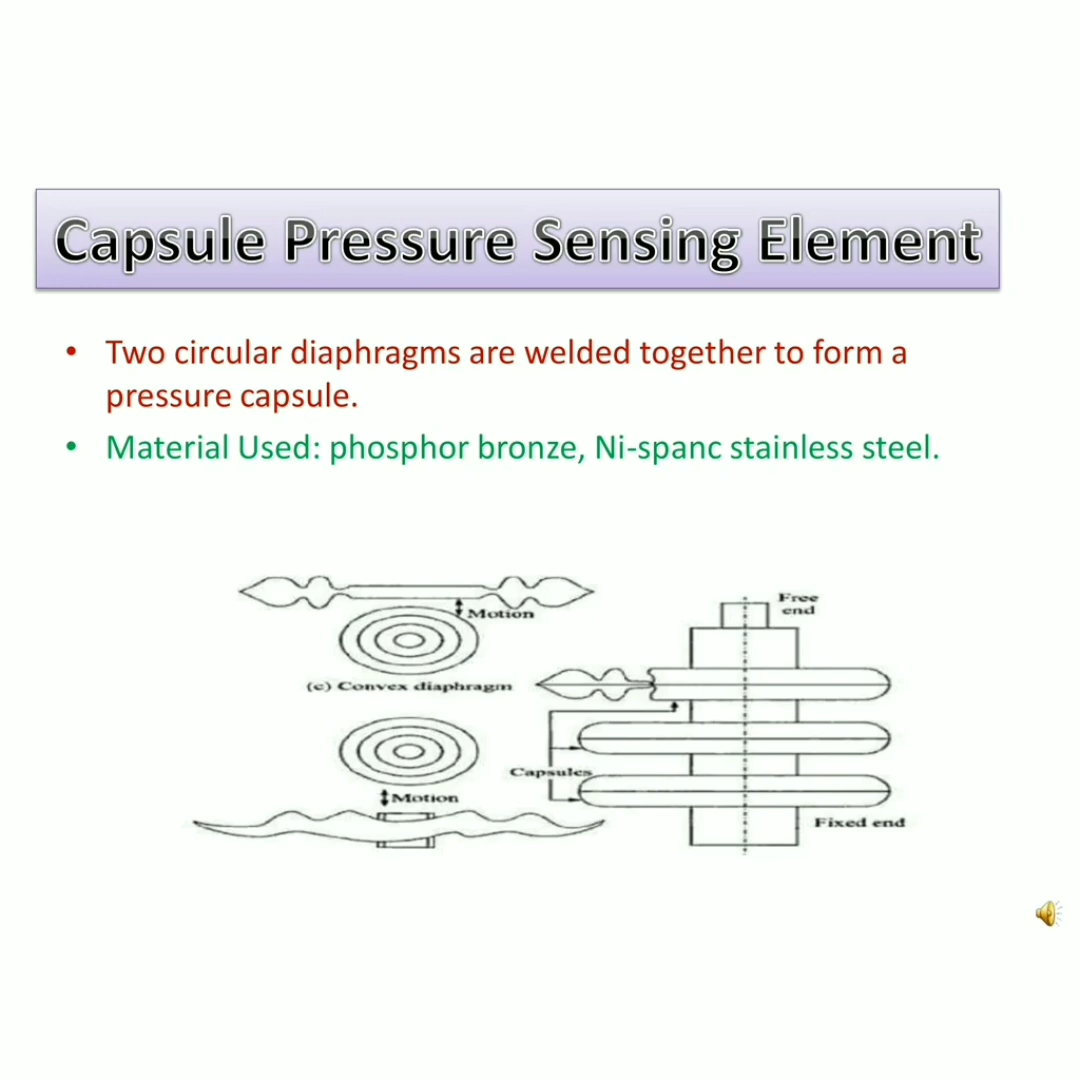 Capsule Pressure Sensing Element
• Two circular diaphragms are welded together to form a
pressure capsule.
• Material Used: phosphor bronze, Ni-spanc stainless steel.
Motion
(c) Convex diaphragm
Motion
Free
end
Capsules
Fixed end